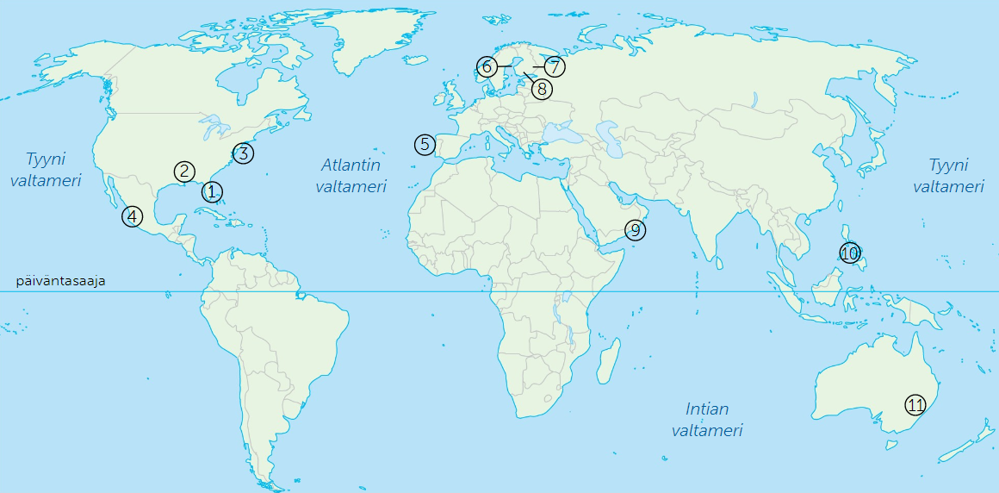 6
7
8
5
3
Tyyni
valtameri
Atlantin
valtameri
Tyyni
valtameri
2
1
4
9
10
päiväntasaaja
11
Intian
valtameri